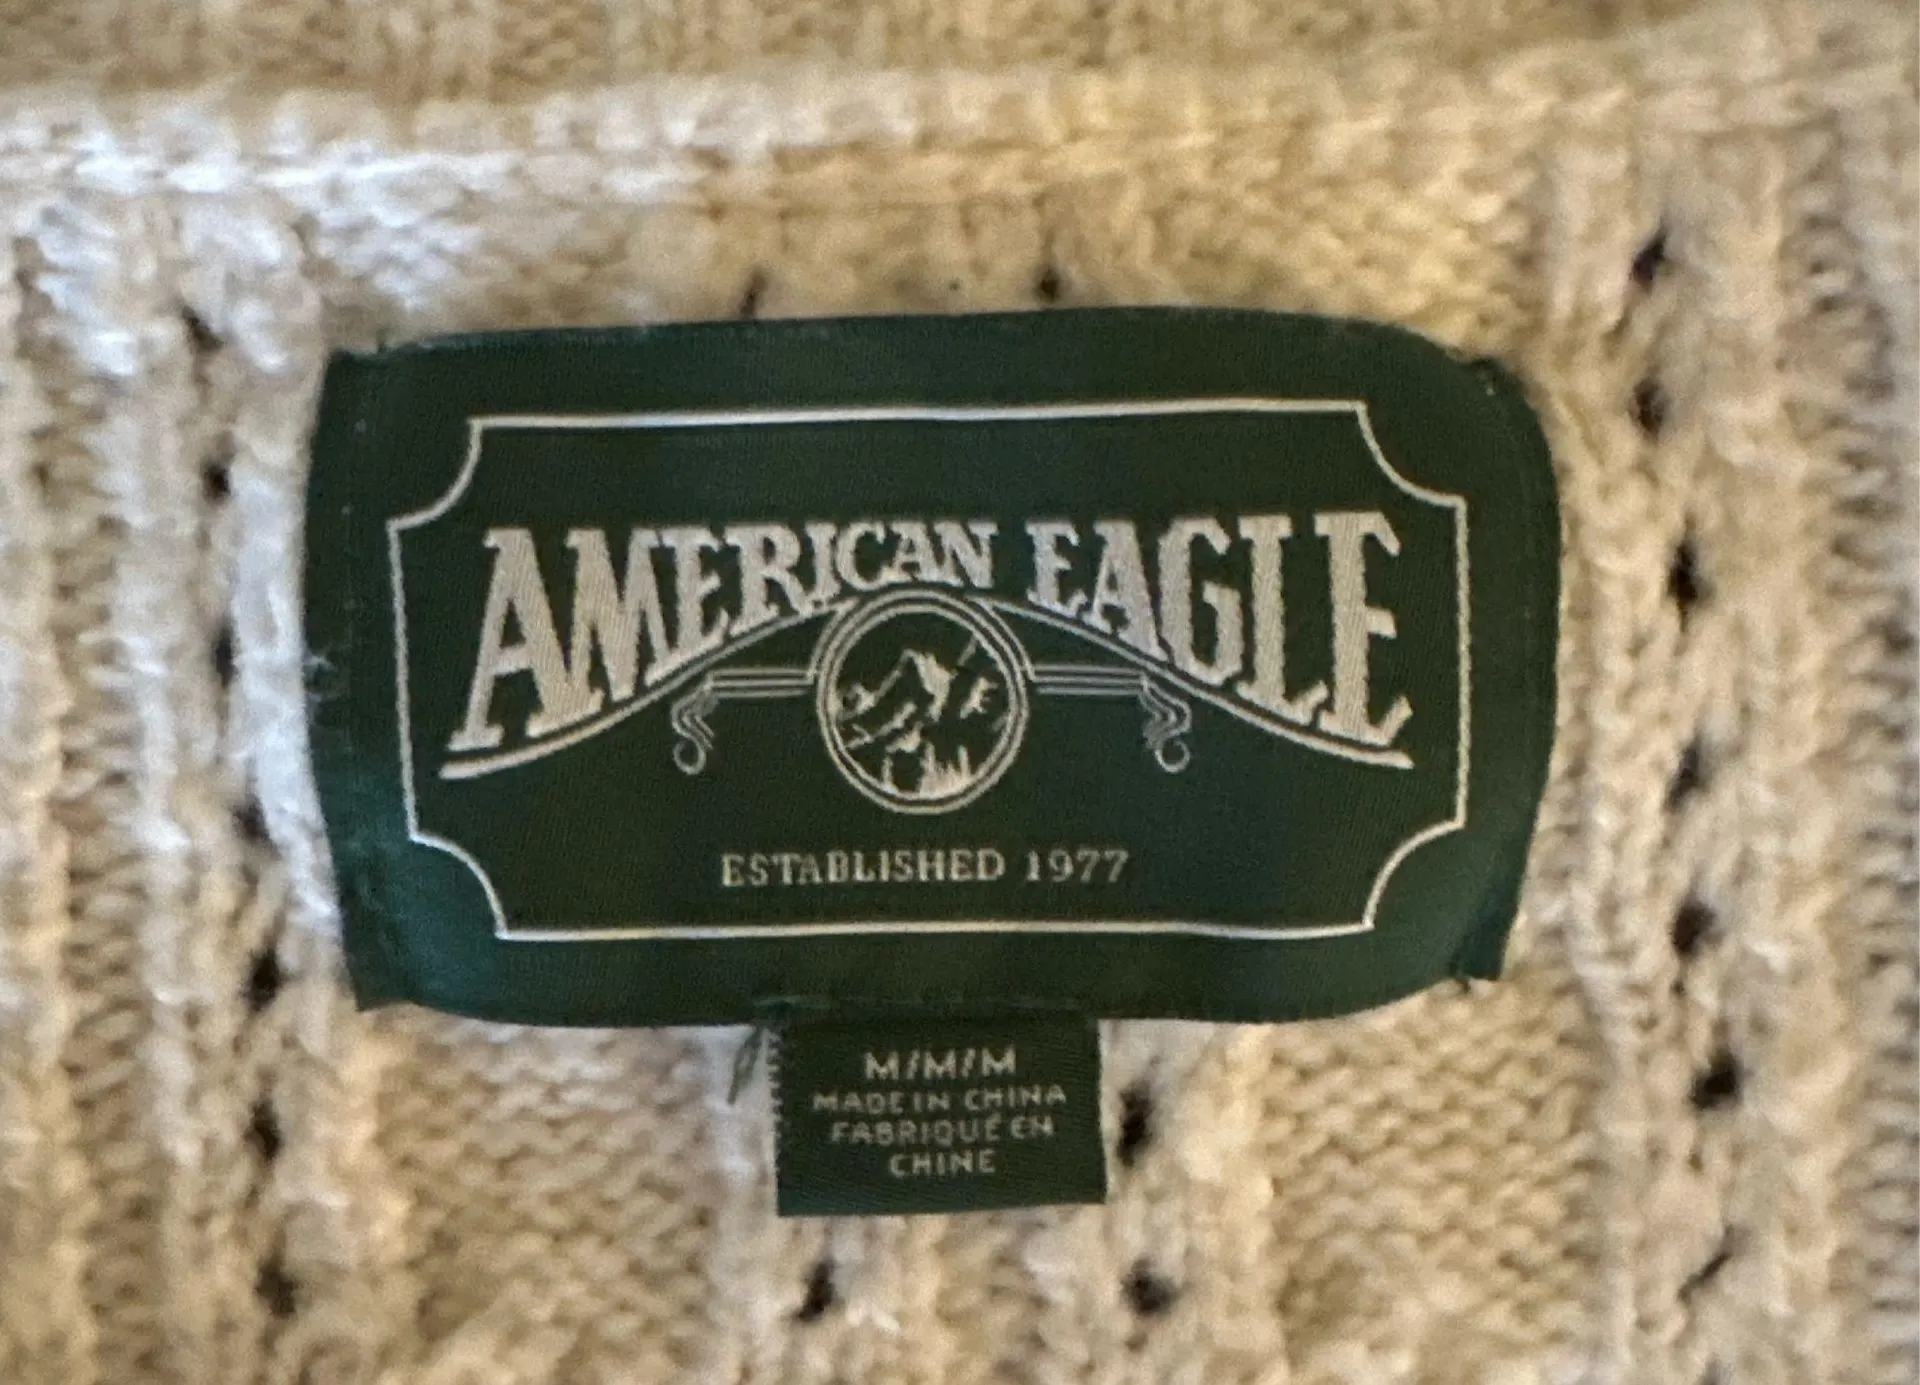 AMERICAN EAGLE
ESTABLISHED 1977
M/M/M
MADE IN CHINA
FABRIQUÉ EN
CHINE